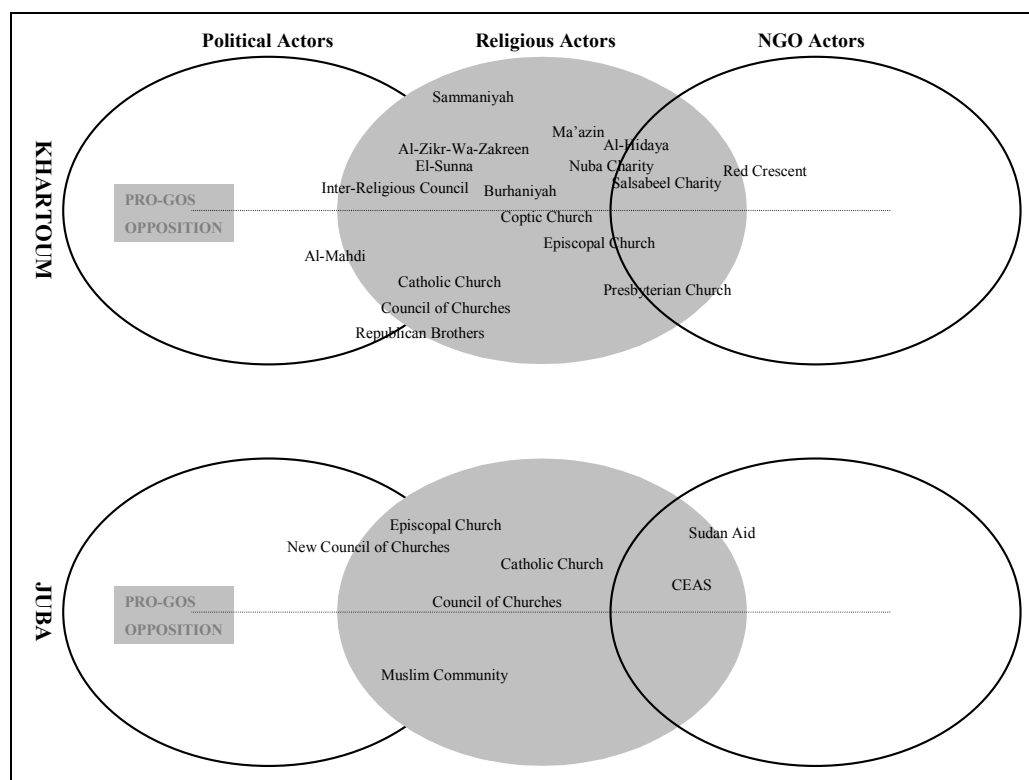 Political Actors
Religious Actors
NGO Actors
KHARTOUM
Sammaniyah
Ma'azin
Al-Hidaya
Al-Zikr-Wa-Zakreen
El-Sunna
Nuba Charity
Red Crescent
Inter-Religious Council
Salsabeel Charity
Burhaniyah
PRO-GOS
OPPOSITION
Coptic Church
Episcopal Church
Al-Mahdi
Catholic Church
Presbyterian Church
Council of Churches
Republican Brothers
JUBA
Episcopal Church
Sudan Aid
New Council of Churches
Catholic Church
CEAS
PRO-GOS
OPPOSITION
Council of Churches
Muslim Community